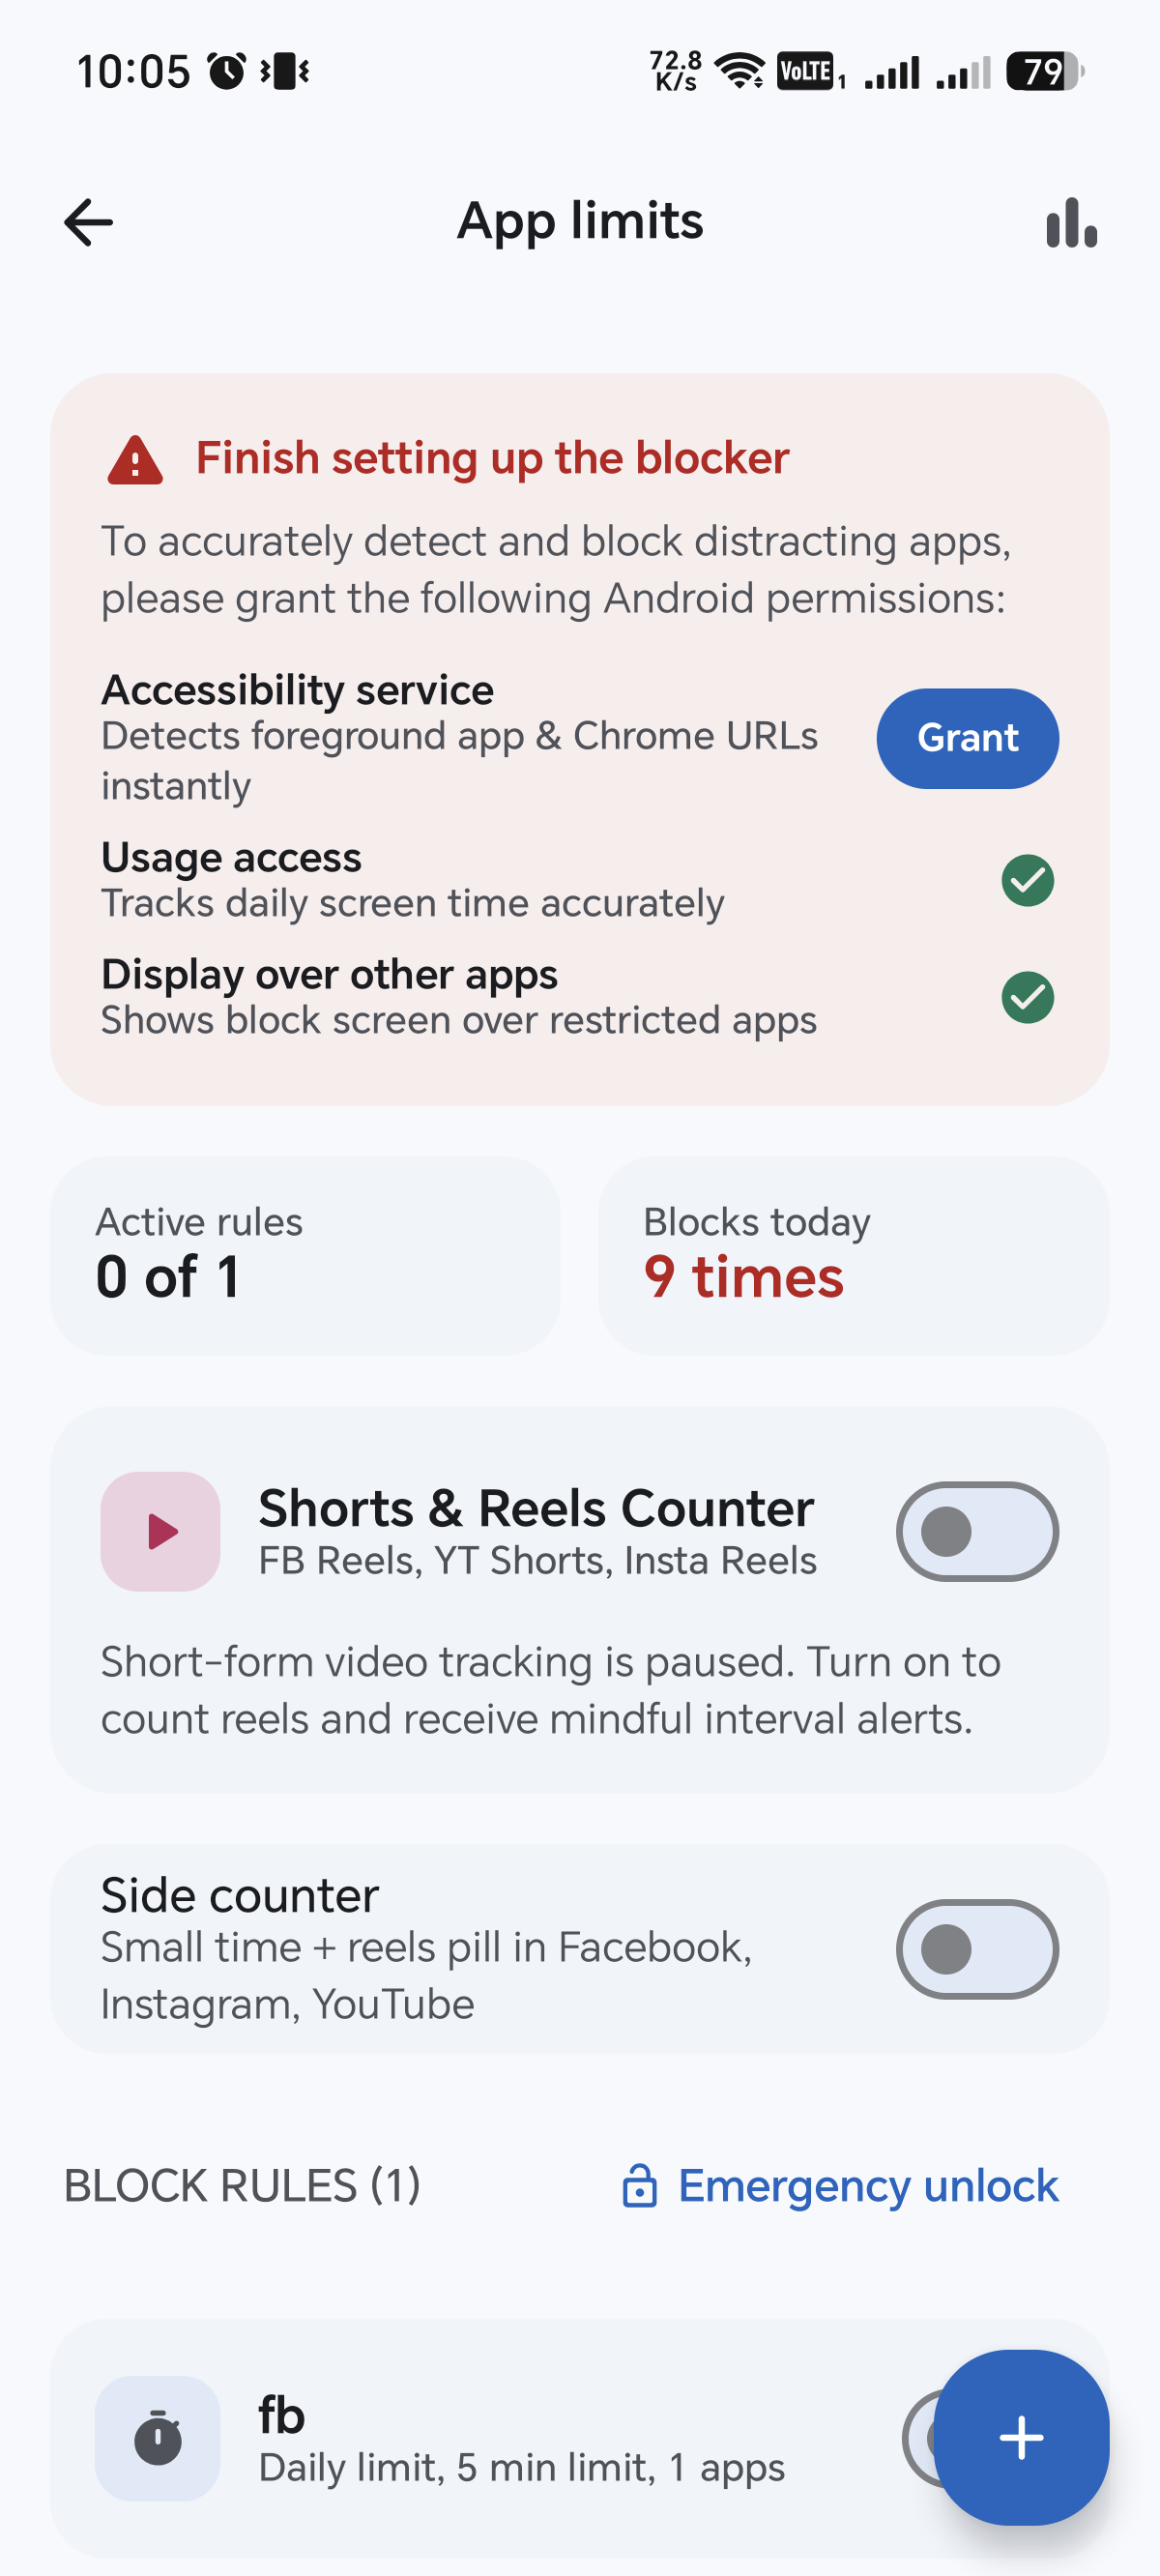 10:05
72.8
K/s
VoLTE 1
79
App limits
Finish setting up the blocker
To accurately detect and block distracting apps,
please grant the following Android permissions:
Accessibility service
Detects foreground app & Chrome URLs
instantly
Grant
Usage access
Tracks daily screen time accurately
Display over other apps
Shows block screen over restricted apps
Active rules
0 of 1
Blocks today
9 times
Shorts & Reels Counter
FB Reels, YT Shorts, Insta Reels
Short-form video tracking is paused. Turn on to
count reels and receive mindful interval alerts.
Side counter
Small time + reels pill in Facebook,
Instagram, YouTube
BLOCK RULES (1)
Emergency unlock
fb
Daily limit, 5 min limit, 1 apps